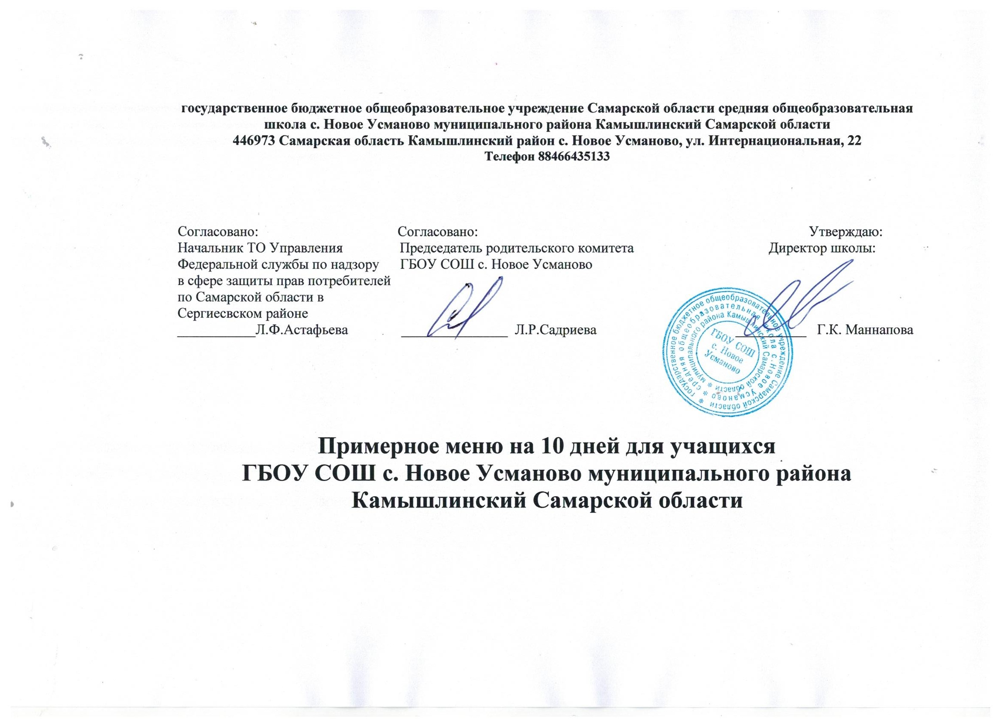 государственное бюджетное общеобразовательное учреждение Самарской области средняя общеобразовательная
школа с. Новое Усманово муниципального района Камышлинский Самарской области
446973 Самарская область Камышлинский район с. Новое Усманово, ул. Интернациональная, 22
Телефон 88466435133
Согласовано:
Начальник ТО Управления
Федеральной службы по надзору
в сфере защиты прав потребителей
по Самарской области в
Сергиесвском районе
___________Л.Ф.Астафьева
Согласовано:
Председатель родительского комитета
ГБОУ СОШ с. Новое Усманово
_______________ Л.Р.Садриева
Утверждаю:
Директор школы:
__________ Г.К. Маннапова
* государственное бюджетное общеобразовательное учреждение Самарской области
* средняя общеобразовательная школа с. Новое Усманово
* муниципального района Камышлинский Самарской области
ГБОУ СОШ
с. Новое
Усманово
Примерное меню на 10 дней для учащихся
ГБОУ СОШ с. Новое Усманово муниципального района
Камышлинский Самарской области